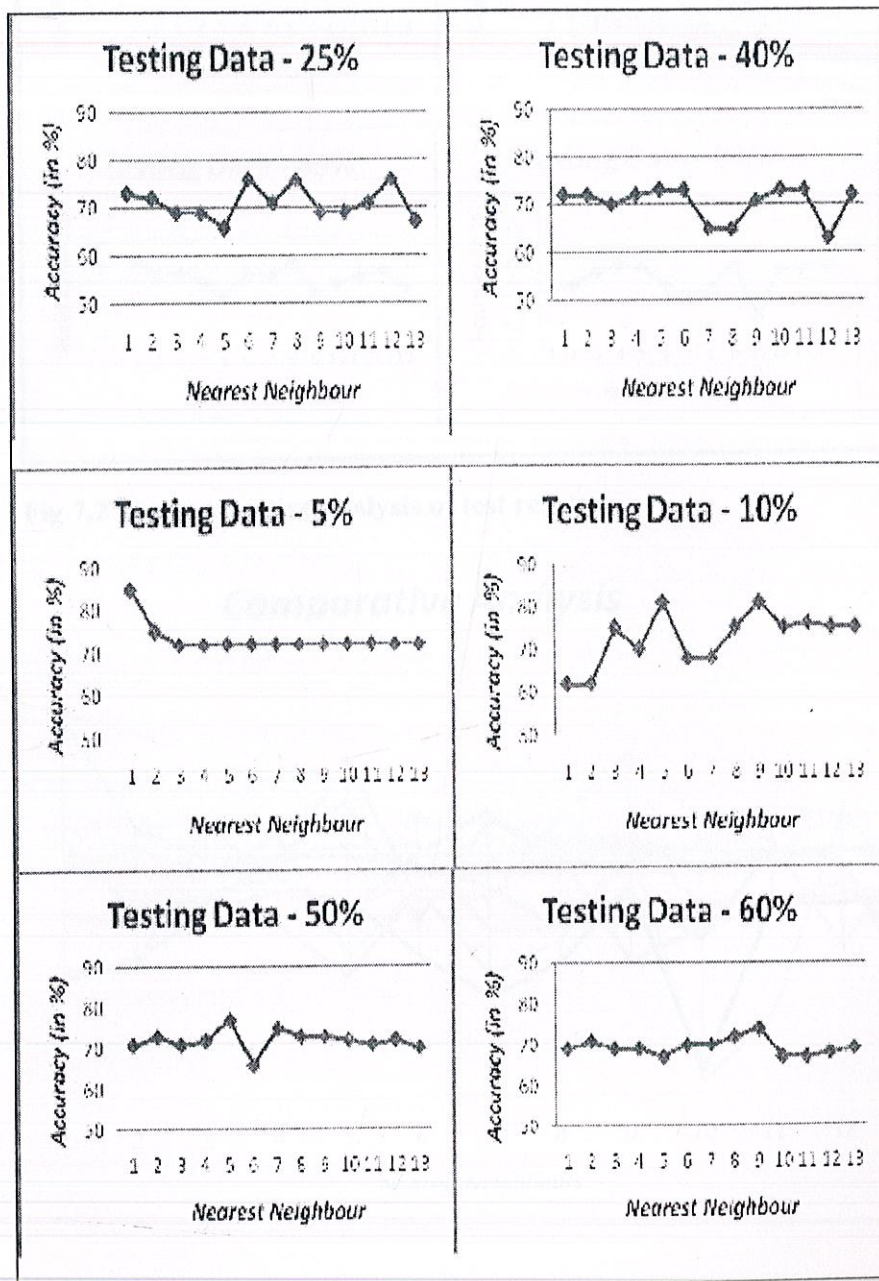 Testing Data - 25%
Accuracy (in %)
90
80
70
60
50
1 2 3 4 5 6 7 8 9 10 11 12 13
Nearest Neighbour
Testing Data - 40%
Accuracy (in %)
90
80
70
60
50
1 2 3 4 5 6 7 8 9 10 11 12 13
Nearest Neighbour
Testing Data - 5%
Accuracy (in %)
90
80
70
60
50
1 2 3 4 5 6 7 8 9 10 11 12 13
Nearest Neighbour
Testing Data - 10%
Accuracy (in %)
90
80
70
60
50
1 2 3 4 5 6 7 8 9 10 11 12 13
Nearest Neighbour
Testing Data - 50%
Accuracy (in %)
90
80
70
60
50
1 2 3 4 5 6 7 8 9 10 11 12 13
Nearest Neighbour
Testing Data - 60%
Accuracy (in %)
90
80
70
60
50
1 2 3 4 5 6 7 8 9 10 11 12 13
Nearest Neighbour
Comparative Analysis